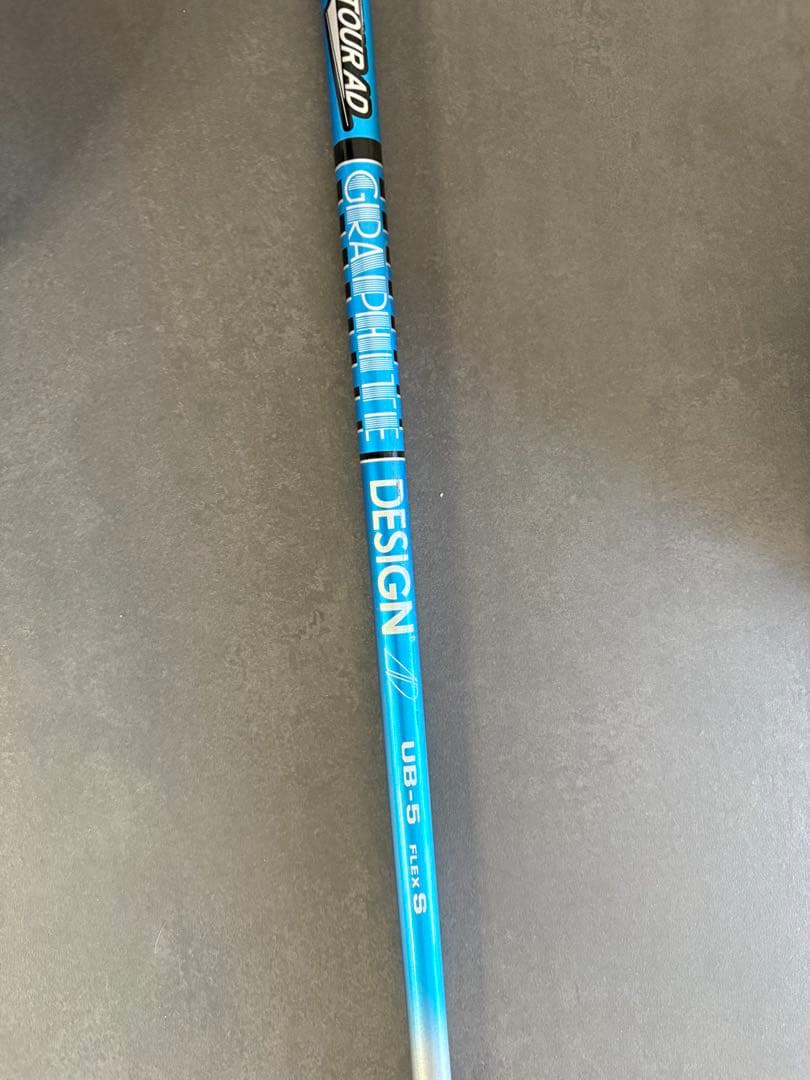 TOUR AD
GRAPHITE
DESIGN
UB-5 FLEX S